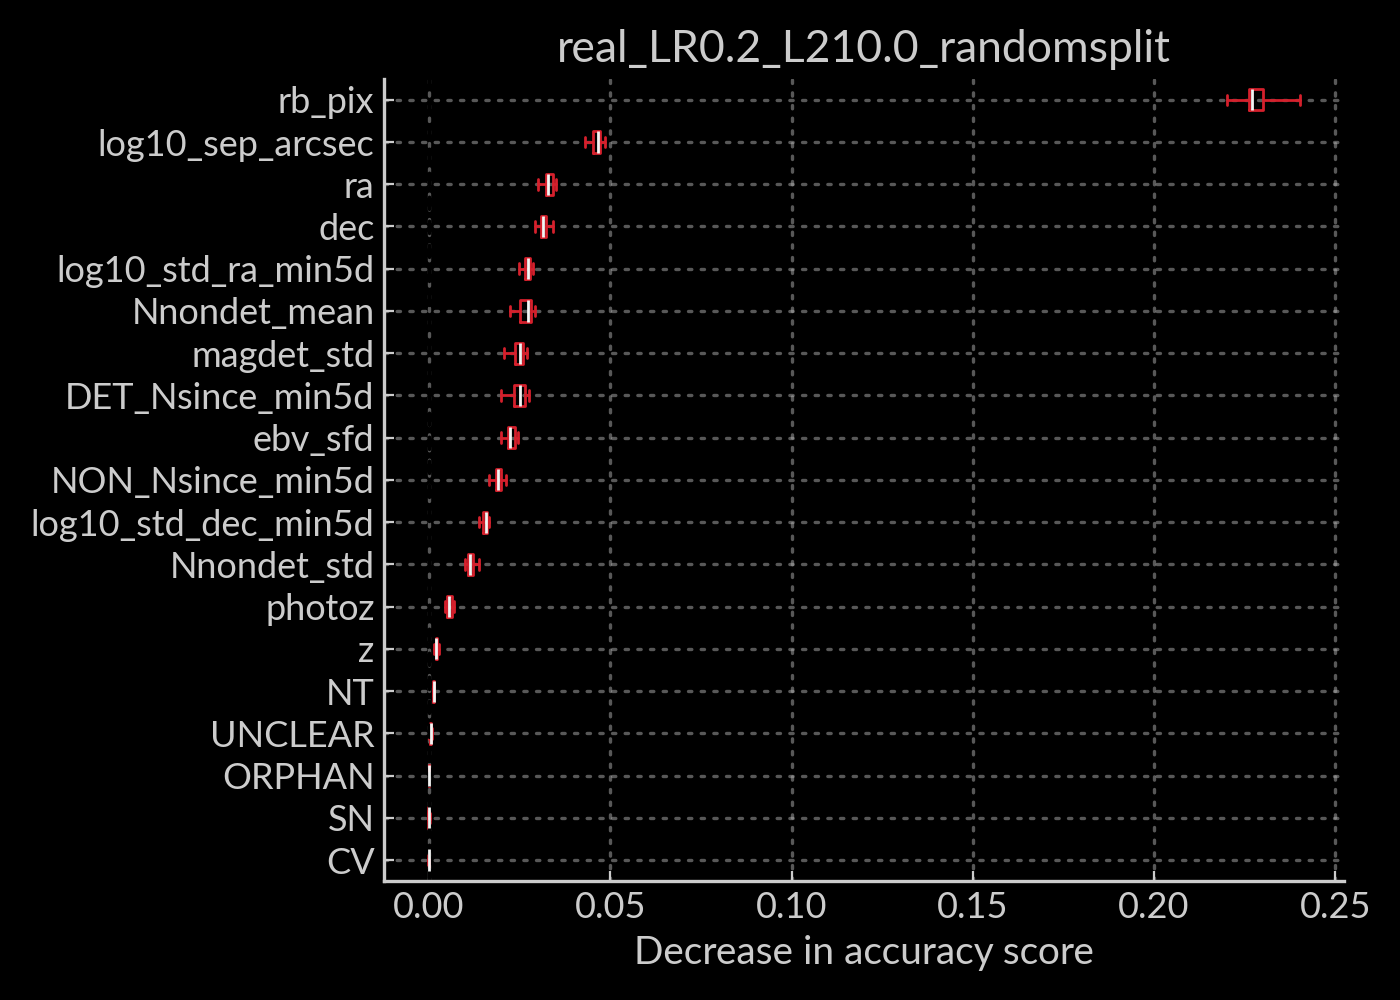 real_LR0.2_L210.0_randomsplit
rb_pix
log10_sep_arcsec
ra
dec
log10_std_ra_min5d
Nnondet_mean
magdet_std
DET_Nsince_min5d
ebv_sfd
NON_Nsince_min5d
log10_std_dec_min5d
Nnondet_std
photoz
z
NT
UNCLEAR
ORPHAN
SN
CV
0.00 0.05 0.10 0.15 0.20 0.25
Decrease in accuracy score